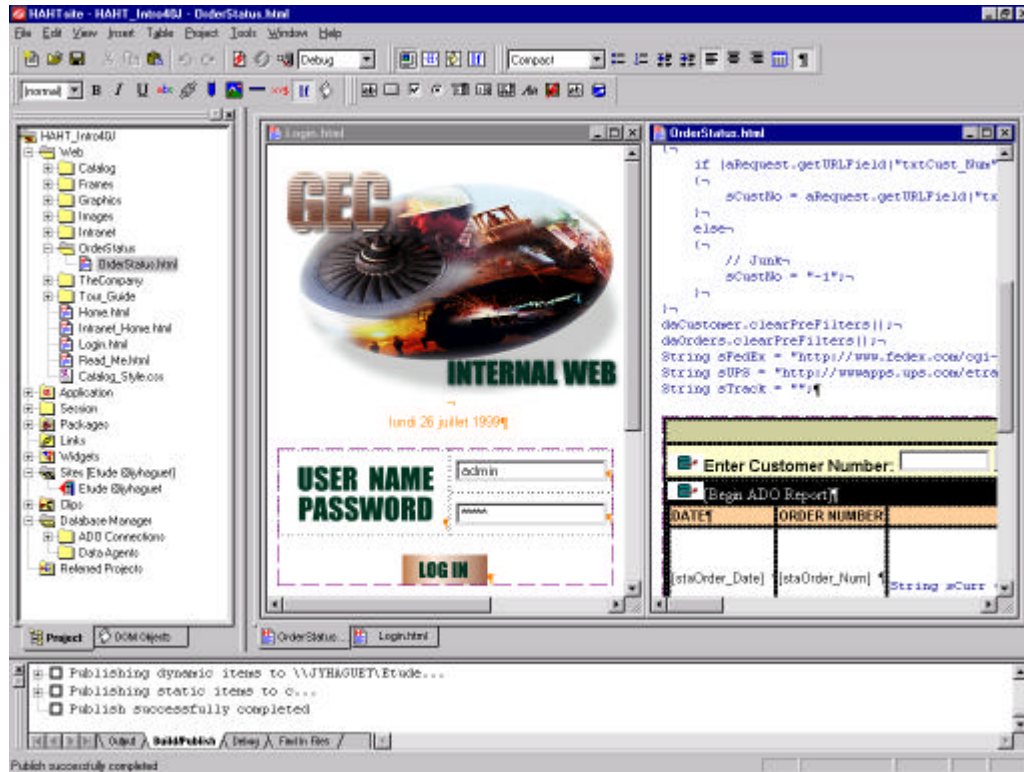 HAHTsite - HAHT_Intro40J - OrderStatus.html
File Edit View Insert Table Project Tools Window Help
Debug
Compact
normal
B I U abc
HAHT_Intro40J
Web
Catalog
Frames
Graphics
Images
Intranet
OrderStatus
OrderStatus.html
TheCompany
Tour_Guide
Home.html
Intranet_Home.html
Login.html
Read_Me.html
Catalog_Style.css
Application
Session
Packages
Links
Widgets
Sites [Etude @jyhaguet]
Etude @jyhaguet
Clips
Database Manager
ADO Connections
Data Agents
Referred Projects
Project
DOM Objects
Login.html
GEC
INTERNAL WEB
lundi 26 juillet 1999¶
USER NAME
admin
PASSWORD
*****
LOG IN
OrderStatus.html
{¬
if (aRequest.getURLField("txtCust_Num"
{¬
sCustNo = aRequest.getURLField("tx
}¬
else¬
{¬
// Junk¬
sCustNo = "-1";¬
}¬
}¬
daCustomer.clearPreFilters();¬
daOrders.clearPreFilters();¬
String sFedEx = "http://www.fedex.com/cgi-
String sUPS = "http://wwwapps.ups.com/etra
String sTrack = "";¶
Enter Customer Number:
[Begin ADO Report]¶
DATE¶
ORDER NUMBER
[staOrder_Date]
[staOrder_Num] ¶
String sCurr
OrderStatus...
Login.html
Publishing dynamic items to \\JYHAGUET\Etude...
Publishing static items to c...
Publish successfully completed
Output
Build/Publish
Debug
Find in Files
Publish successfully completed